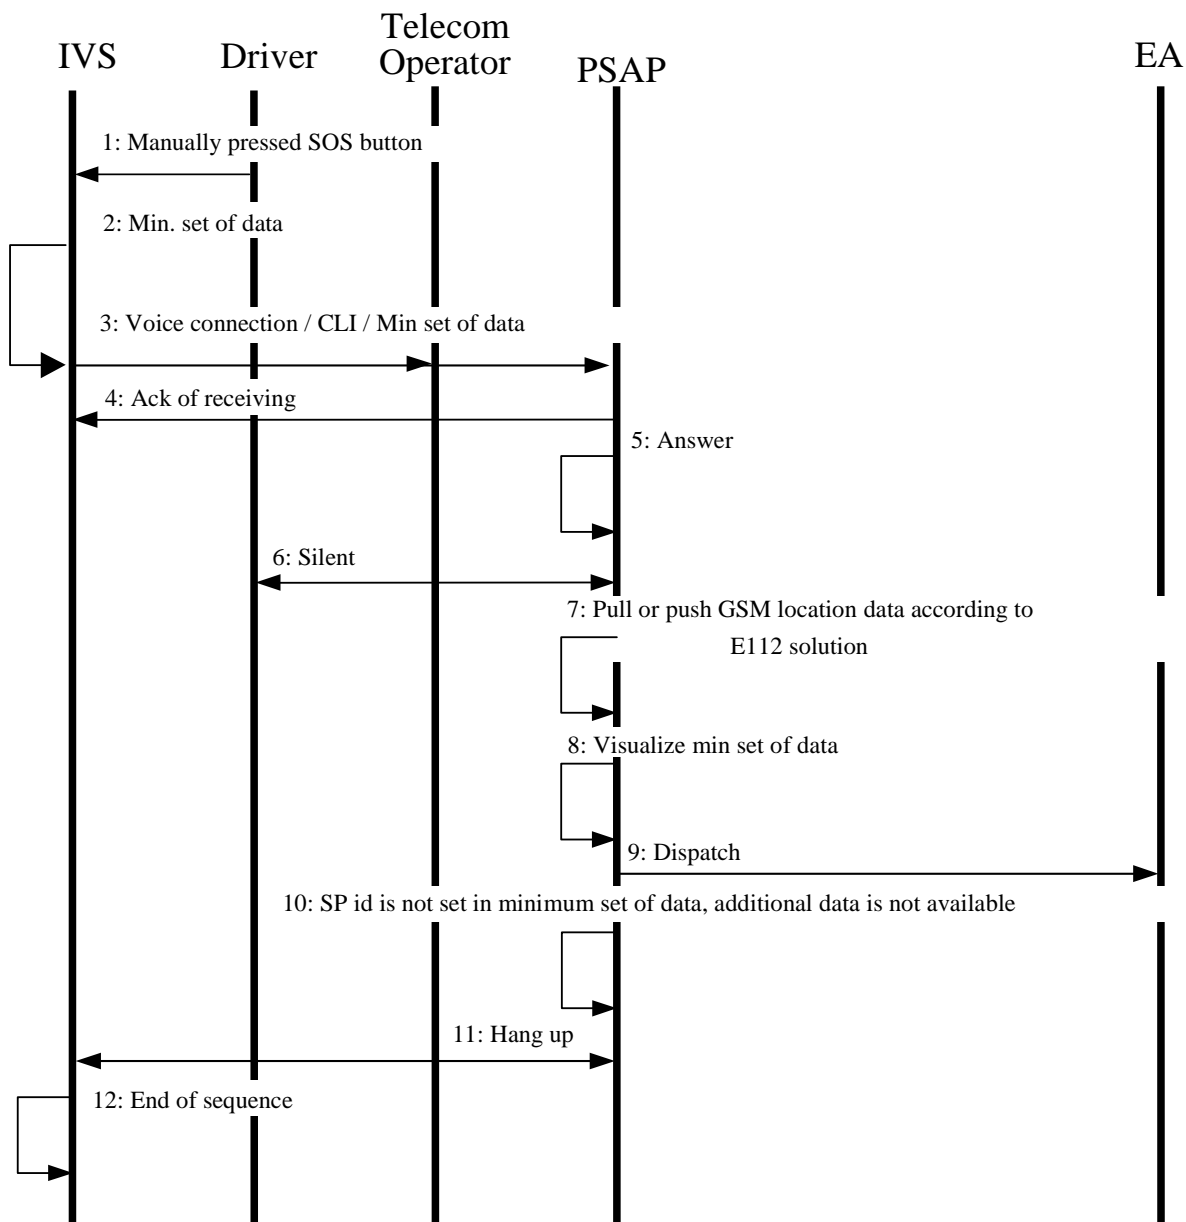 IVS
Driver
Telecom
Operator
PSAP
EA
1: Manually pressed SOS button
2: Min. set of data
3: Voice connection / CLI / Min set of data
4: Ack of receiving
5: Answer
6: Silent
7: Pull or push GSM location data according to
E112 solution
8: Visualize min set of data
9: Dispatch
10: SP id is not set in minimum set of data, additional data is not available
11: Hang up
12: End of sequence